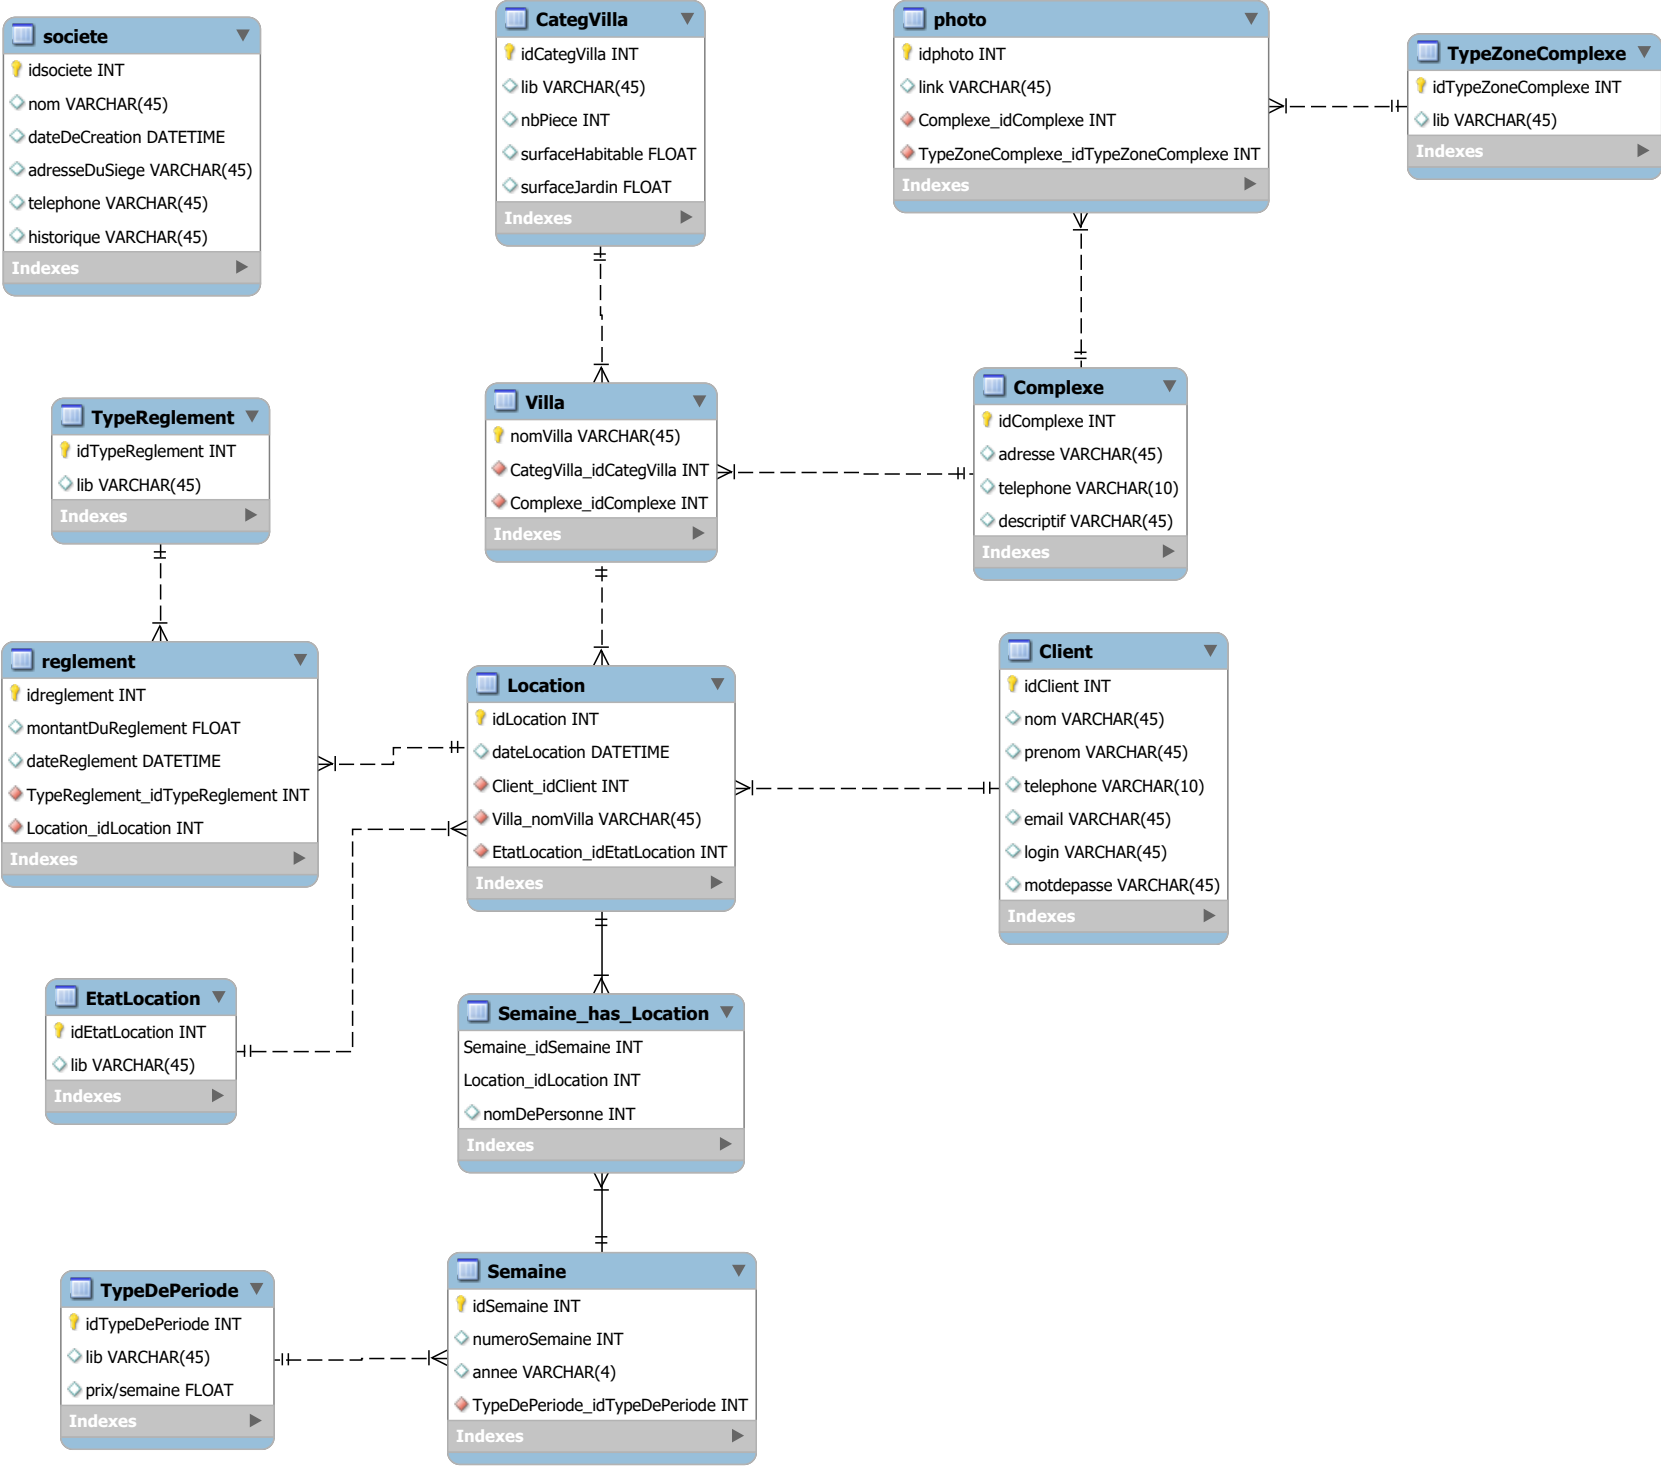 societe
idsociete INT
nom VARCHAR(45)
dateDeCreation DATETIME
adresseDuSiege VARCHAR(45)
telephone VARCHAR(45)
historique VARCHAR(45)
Indexes
CategVilla
idCategVilla INT
lib VARCHAR(45)
nbPiece INT
surfaceHabitable FLOAT
surfaceJardin FLOAT
Indexes
photo
idphoto INT
link VARCHAR(45)
Complexe_idComplexe INT
TypeZoneComplexe_idTypeZoneComplexe INT
Indexes
TypeZoneComplexe
idTypeZoneComplexe INT
lib VARCHAR(45)
Indexes
TypeReglement
idTypeReglement INT
lib VARCHAR(45)
Indexes
Villa
nomVilla VARCHAR(45)
CategVilla_idCategVilla INT
Complexe_idComplexe INT
Indexes
Complexe
idComplexe INT
adresse VARCHAR(45)
telephone VARCHAR(10)
descriptif VARCHAR(45)
Indexes
reglement
idreglement INT
montantDuReglement FLOAT
dateReglement DATETIME
TypeReglement_idTypeReglement INT
Location_idLocation INT
Indexes
Location
idLocation INT
dateLocation DATETIME
Client_idClient INT
Villa_nomVilla VARCHAR(45)
EtatLocation_idEtatLocation INT
Indexes
Client
idClient INT
nom VARCHAR(45)
prenom VARCHAR(45)
telephone VARCHAR(10)
email VARCHAR(45)
login VARCHAR(45)
motdepasse VARCHAR(45)
Indexes
EtatLocation
idEtatLocation INT
lib VARCHAR(45)
Indexes
Semaine_has_Location
Semaine_idSemaine INT
Location_idLocation INT
nomDePersonne INT
Indexes
TypeDePeriode
idTypeDePeriode INT
lib VARCHAR(45)
prix/semaine FLOAT
Indexes
Semaine
idSemaine INT
numeroSemaine INT
annee VARCHAR(4)
TypeDePeriode_idTypeDePeriode INT
Indexes